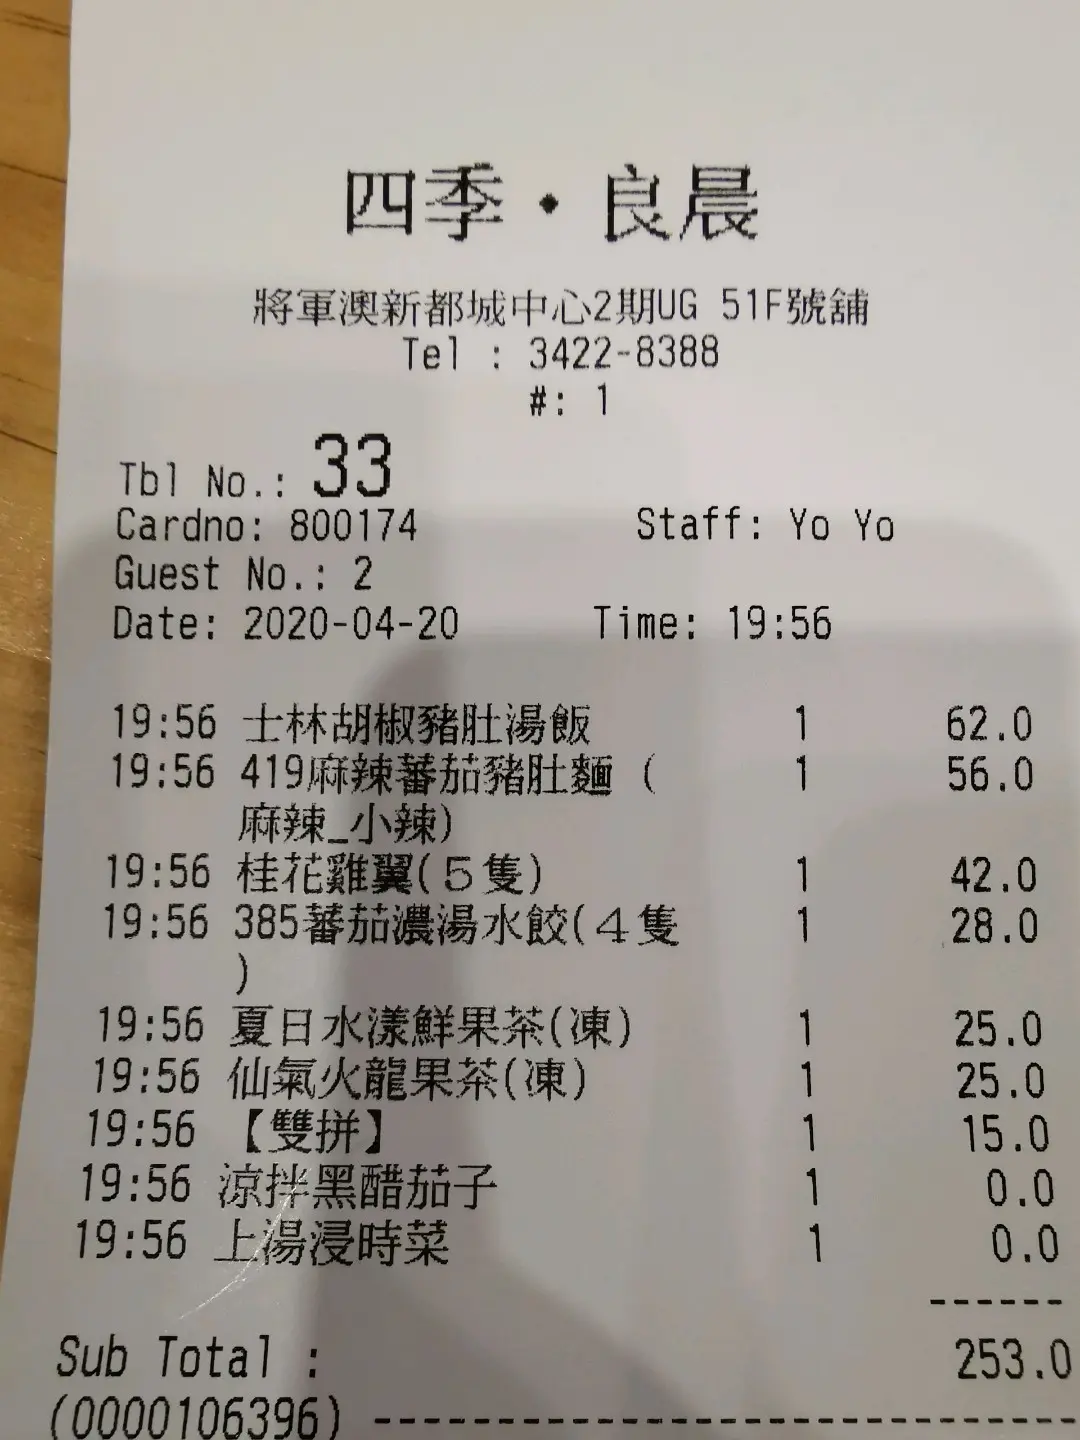 四季·良晨
將軍澳新都城中心2期UG 51F號舖
Tel : 3422-8388
#: 1
Tbl No.: 33
Cardno: 800174 Staff: Yo Yo
Guest No.: 2
Date: 2020-04-20 Time: 19:56
19:56 士林胡椒豬肚湯飯 1 62.0
19:56 419麻辣蕃茄豬肚麵 ( 1 56.0
麻辣_小辣)
19:56 桂花雞翼(５隻) 1 42.0
19:56 385蕃茄濃湯水餃(４隻 1 28.0
)
19:56 夏日水漾鮮果茶(凍) 1 25.0
19:56 仙氣火龍果茶(凍) 1 25.0
19:56 【雙拼】 1 15.0
19:56 涼拌黑醋茄子 1 0.0
19:56 上湯浸時菜 1 0.0
------
Sub Total : 253.0
(0000106396) --------------------------------